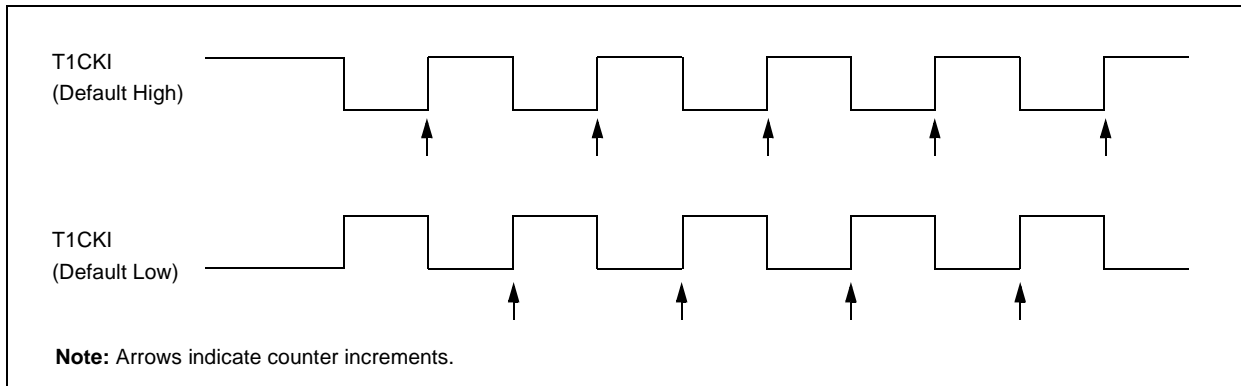 T1CKI
(Default High)
T1CKI
(Default Low)
Note: Arrows indicate counter increments.